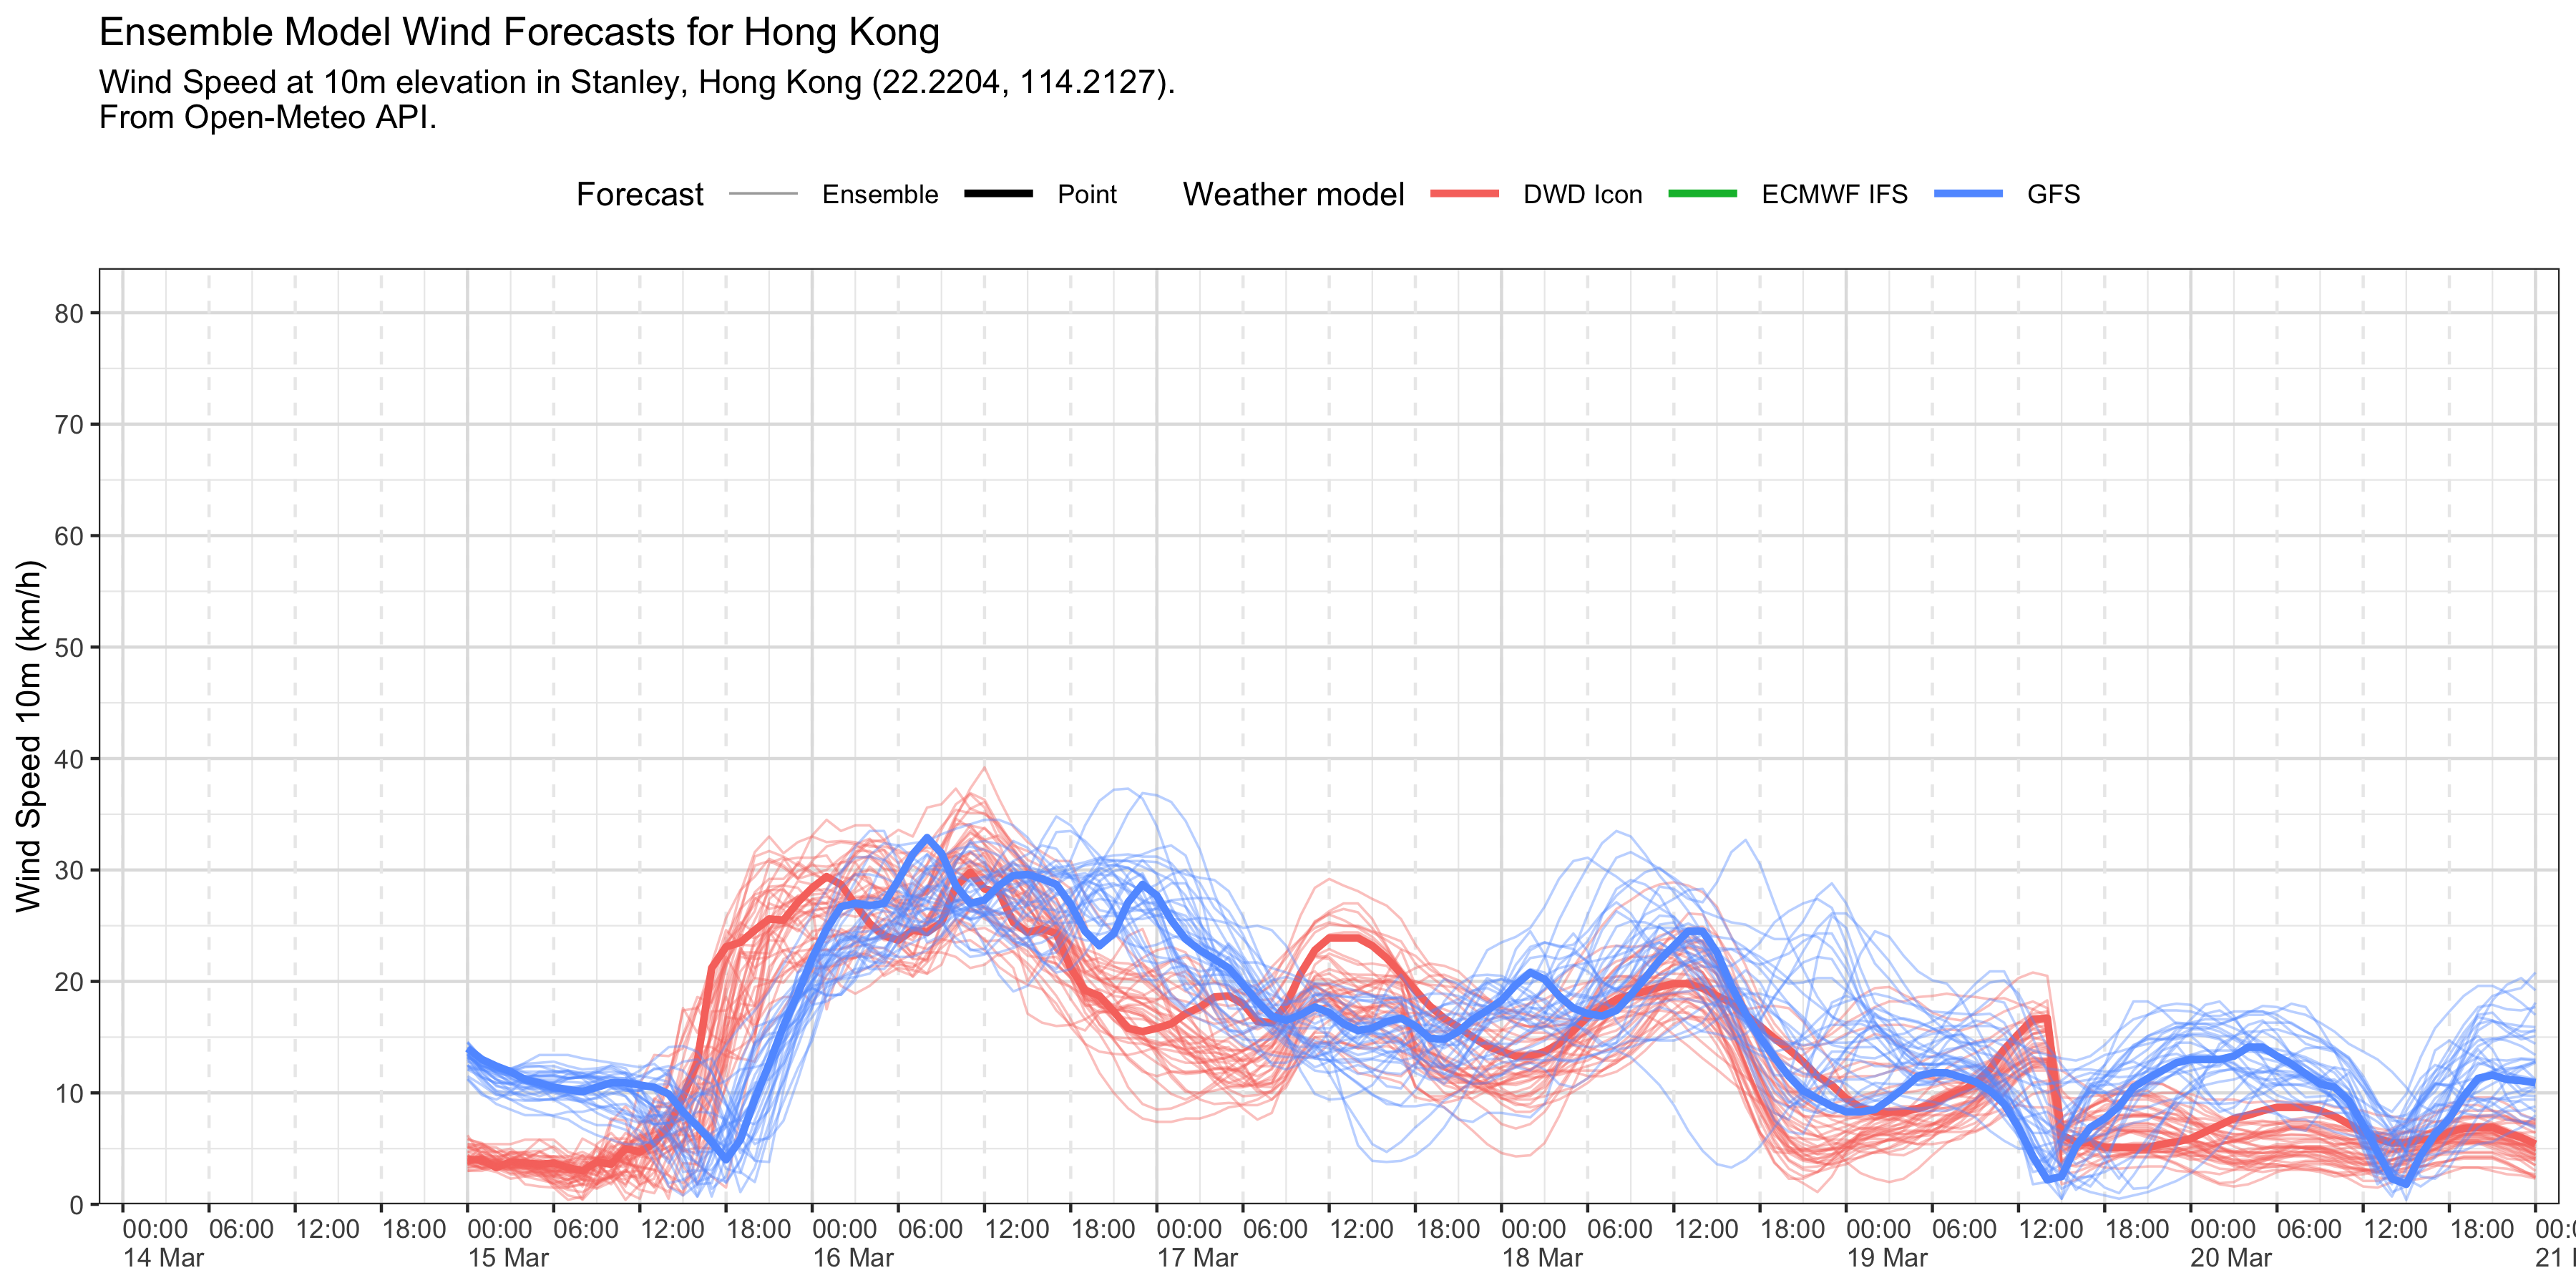 Ensemble Model Wind Forecasts for Hong Kong
Wind Speed at 10m elevation in Stanley, Hong Kong (22.2204, 114.2127).
From Open-Meteo API.
Forecast Ensemble Point Weather model DWD Icon ECMWF IFS GFS
Wind Speed 10m (km/h)
80
70
60
50
40
30
20
10
0
00:00 06:00 12:00 18:00 00:00 06:00 12:00 18:00 00:00 06:00 12:00 18:00 00:00 06:00 12:00 18:00 00:00 06:00 12:00 18:00 00:00 06:00 12:00 18:00 00:00 06:00 12:00 18:00
14 Mar 15 Mar 16 Mar 17 Mar 18 Mar 19 Mar 20 Mar 21